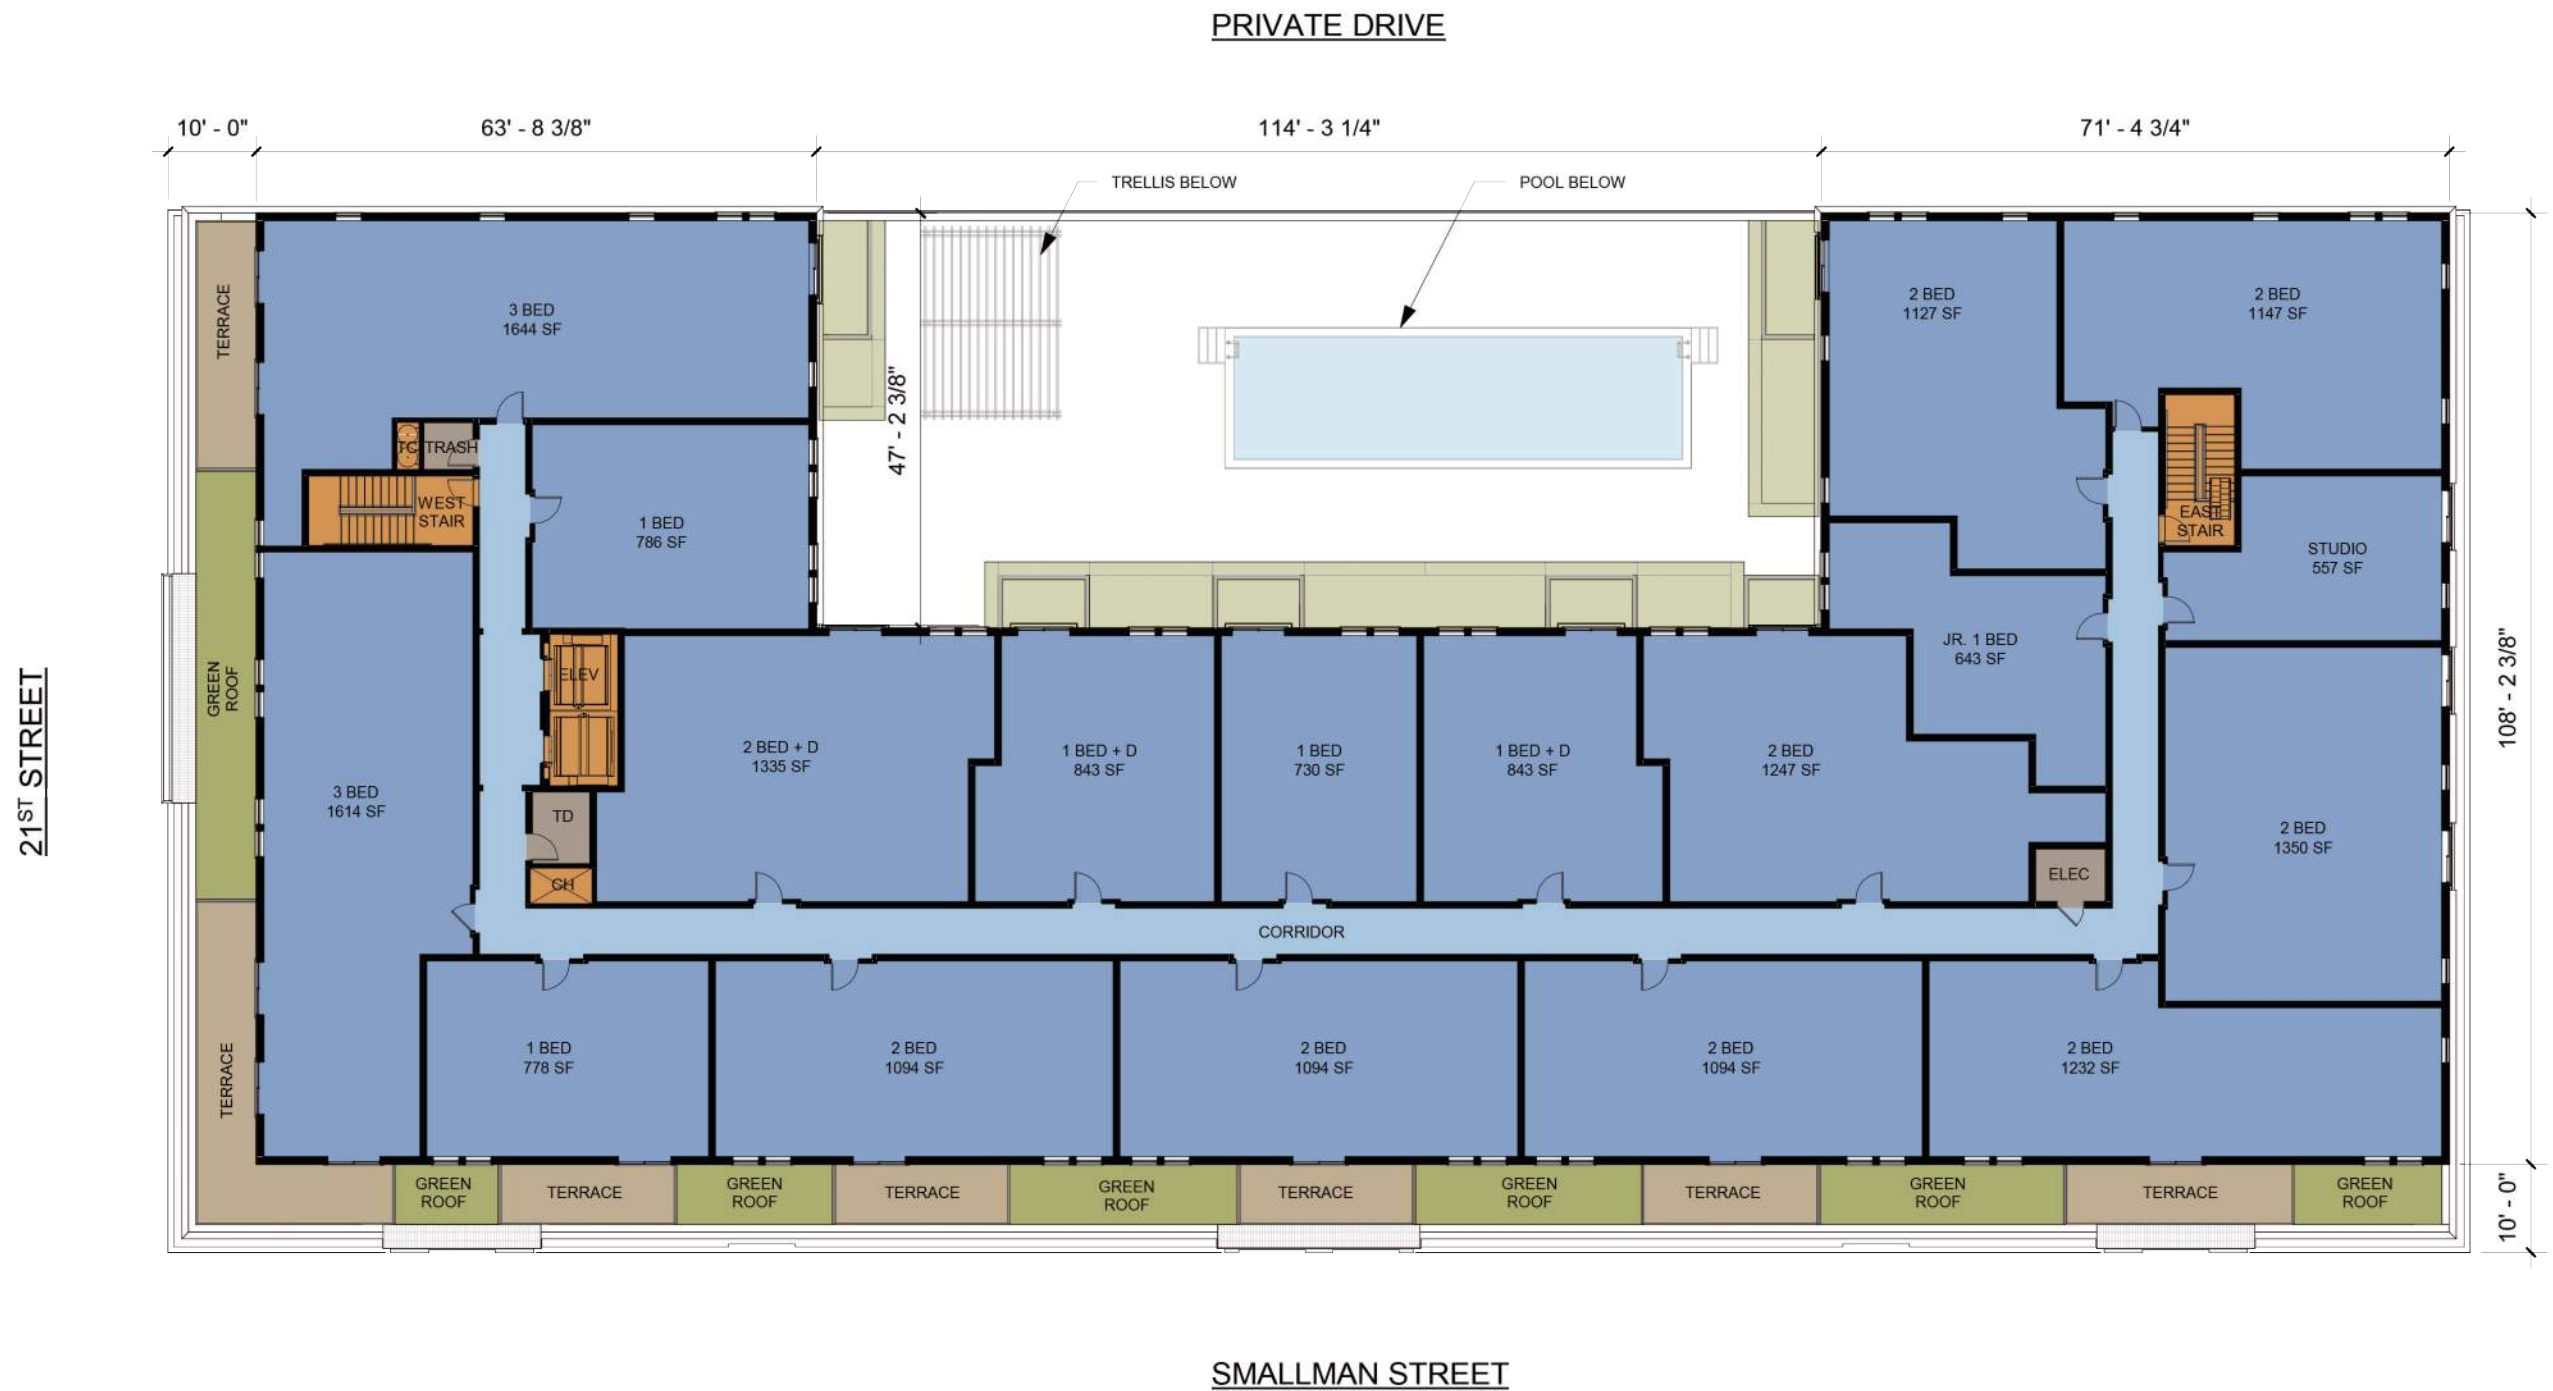 PRIVATE DRIVE
10' - 0"
63' - 8 3/8"
114' - 3 1/4"
71' - 4 3/4"
TRELLIS BELOW
POOL BELOW
TERRACE
3 BED
1644 SF
2 BED
1127 SF
2 BED
1147 SF
47' - 2 3/8"
TC
TRASH
WEST
STAIR
1 BED
786 SF
EAST
STAIR
STUDIO
557 SF
GREEN
ROOF
ELEV
JR. 1 BED
643 SF
108' - 2 3/8"
21ST STREET
3 BED
1614 SF
TD
CH
2 BED + D
1335 SF
1 BED + D
843 SF
1 BED
730 SF
1 BED + D
843 SF
2 BED
1247 SF
ELEC
2 BED
1350 SF
CORRIDOR
TERRACE
1 BED
778 SF
2 BED
1094 SF
2 BED
1094 SF
2 BED
1094 SF
2 BED
1232 SF
GREEN
ROOF
TERRACE
GREEN
ROOF
TERRACE
GREEN
ROOF
TERRACE
GREEN
ROOF
TERRACE
GREEN
ROOF
TERRACE
GREEN
ROOF
10' - 0"
SMALLMAN STREET